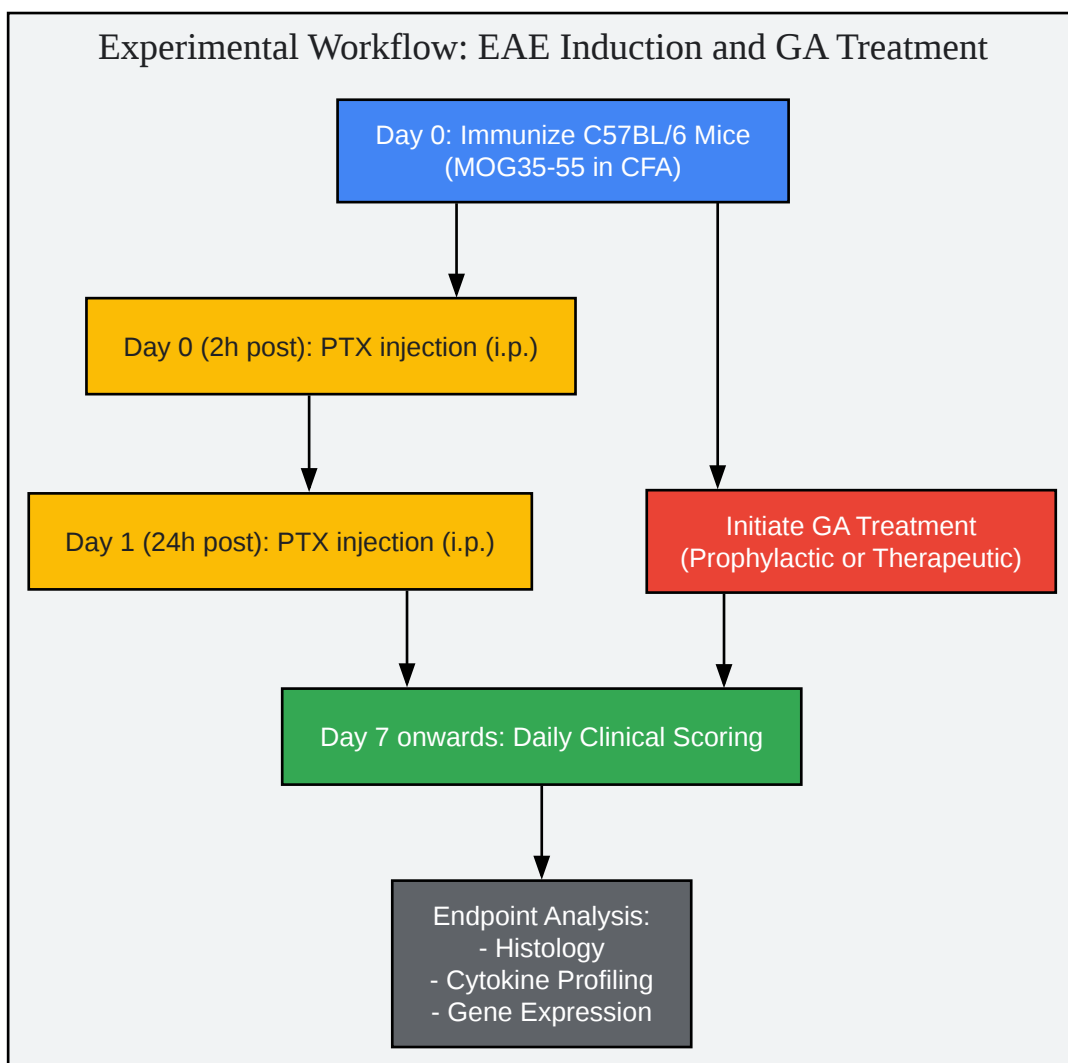 Experimental Workflow: EAE Induction and GA Treatment
Day 0: Immunize C57BL/6 Mice
(MOG35-55 in CFA)
Day 0 (2h post): PTX injection (i.p.)
Day 1 (24h post): PTX injection (i.p.)
Initiate GA Treatment
(Prophylactic or Therapeutic)
Day 7 onwards: Daily Clinical Scoring
Endpoint Analysis:
- Histology
- Cytokine Profiling
- Gene Expression